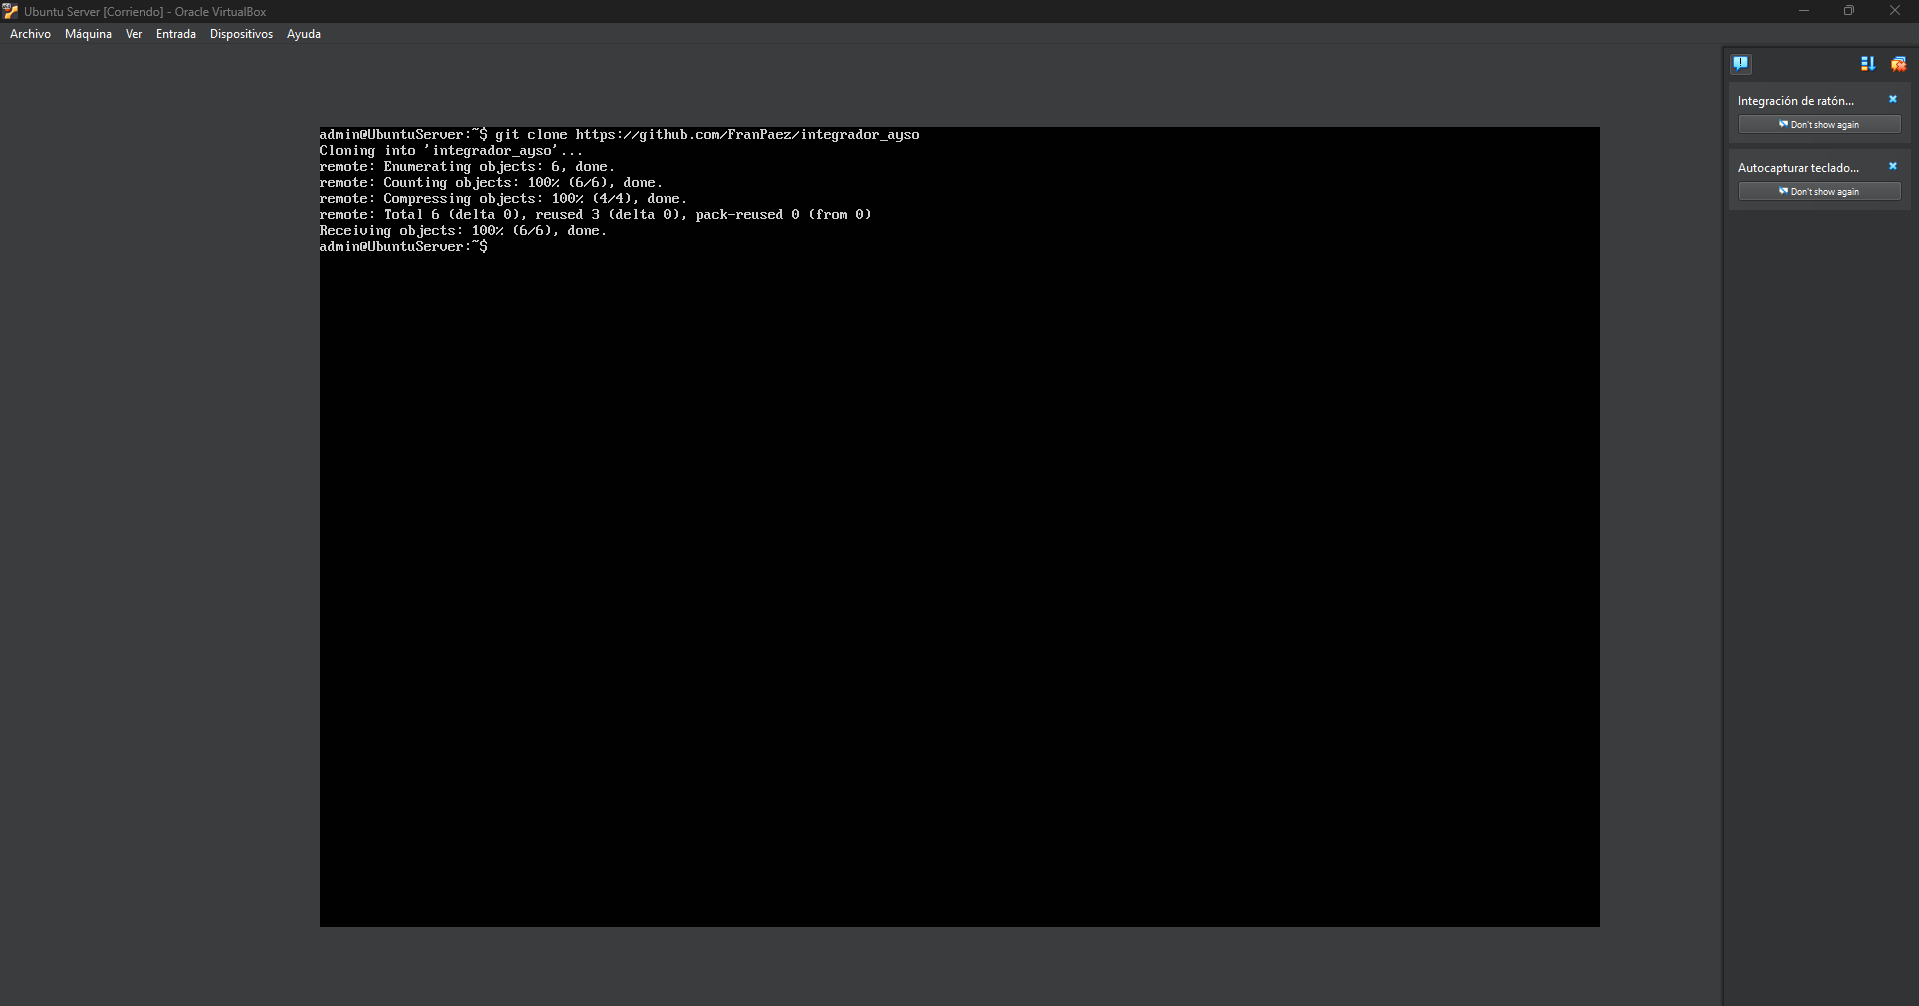 Ubuntu Server [Corriendo] - Oracle VirtualBox
Archivo Máquina Ver Entrada Dispositivos Ayuda
admin@UbuntuServer:~$ git clone https://github.com/FranPaez/integrador_ayso
Cloning into 'integrador_ayso'...
remote: Enumerating objects: 6, done.
remote: Counting objects: 100% (6/6), done.
remote: Compressing objects: 100% (4/4), done.
remote: Total 6 (delta 0), reused 3 (delta 0), pack-reused 0 (from 0)
Receiving objects: 100% (6/6), done.
admin@UbuntuServer:~$
Integración de ratón...
Don't show again
Autocapturar teclado...
Don't show again